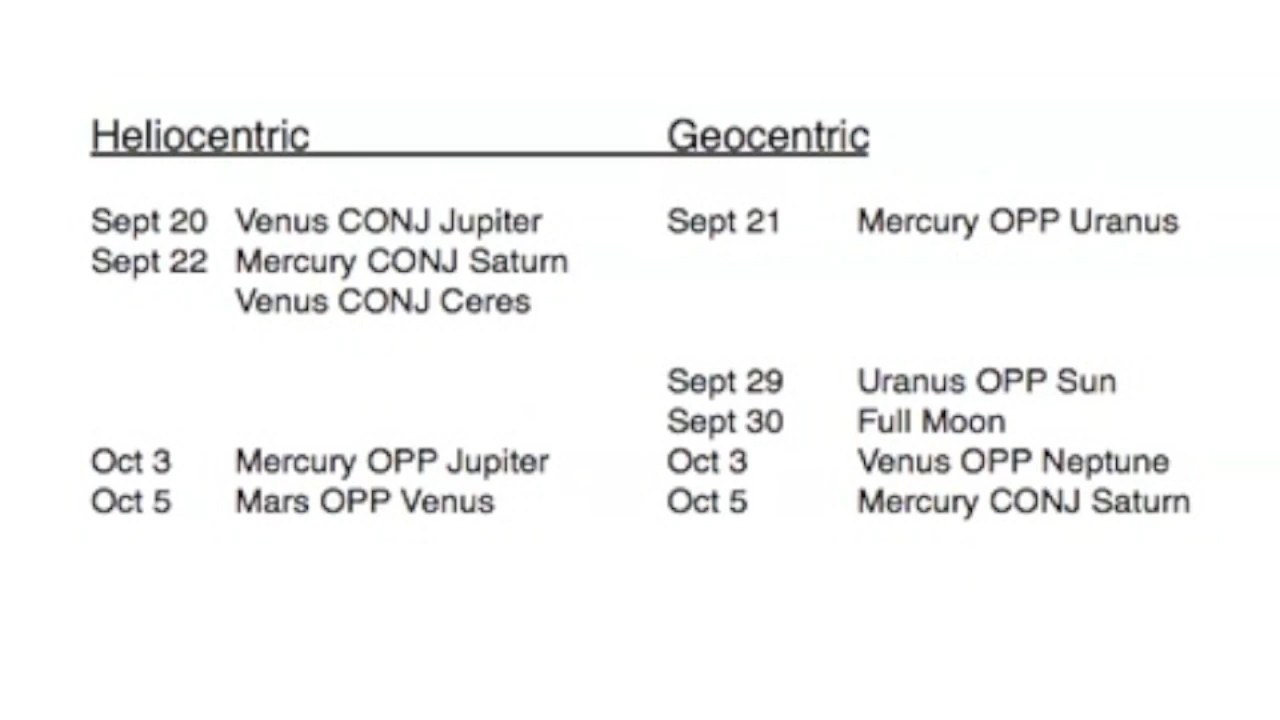 Heliocentric Geocentric
Sept 20 Venus CONJ Jupiter Sept 21 Mercury OPP Uranus
Sept 22 Mercury CONJ Saturn
Venus CONJ Ceres
Sept 29 Uranus OPP Sun
Sept 30 Full Moon
Oct 3 Mercury OPP Jupiter Oct 3 Venus OPP Neptune
Oct 5 Mars OPP Venus Oct 5 Mercury CONJ Saturn